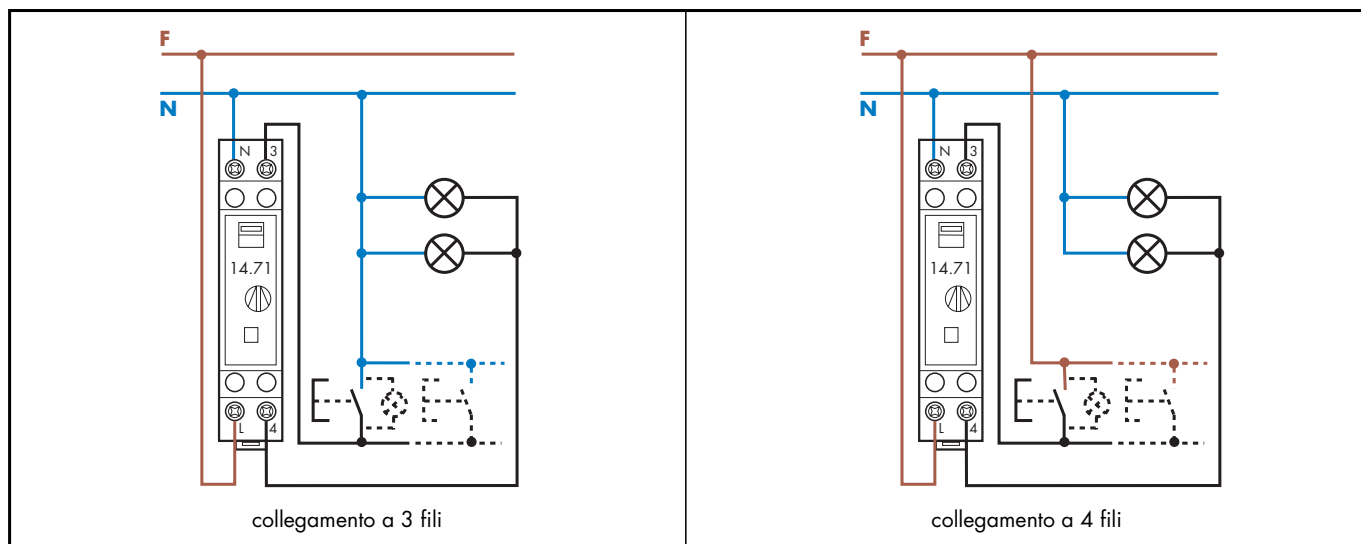 F
N
N 3
14.71
L 4
collegamento a 3 fili
F
N
N 3
14.71
L 4
collegamento a 4 fili